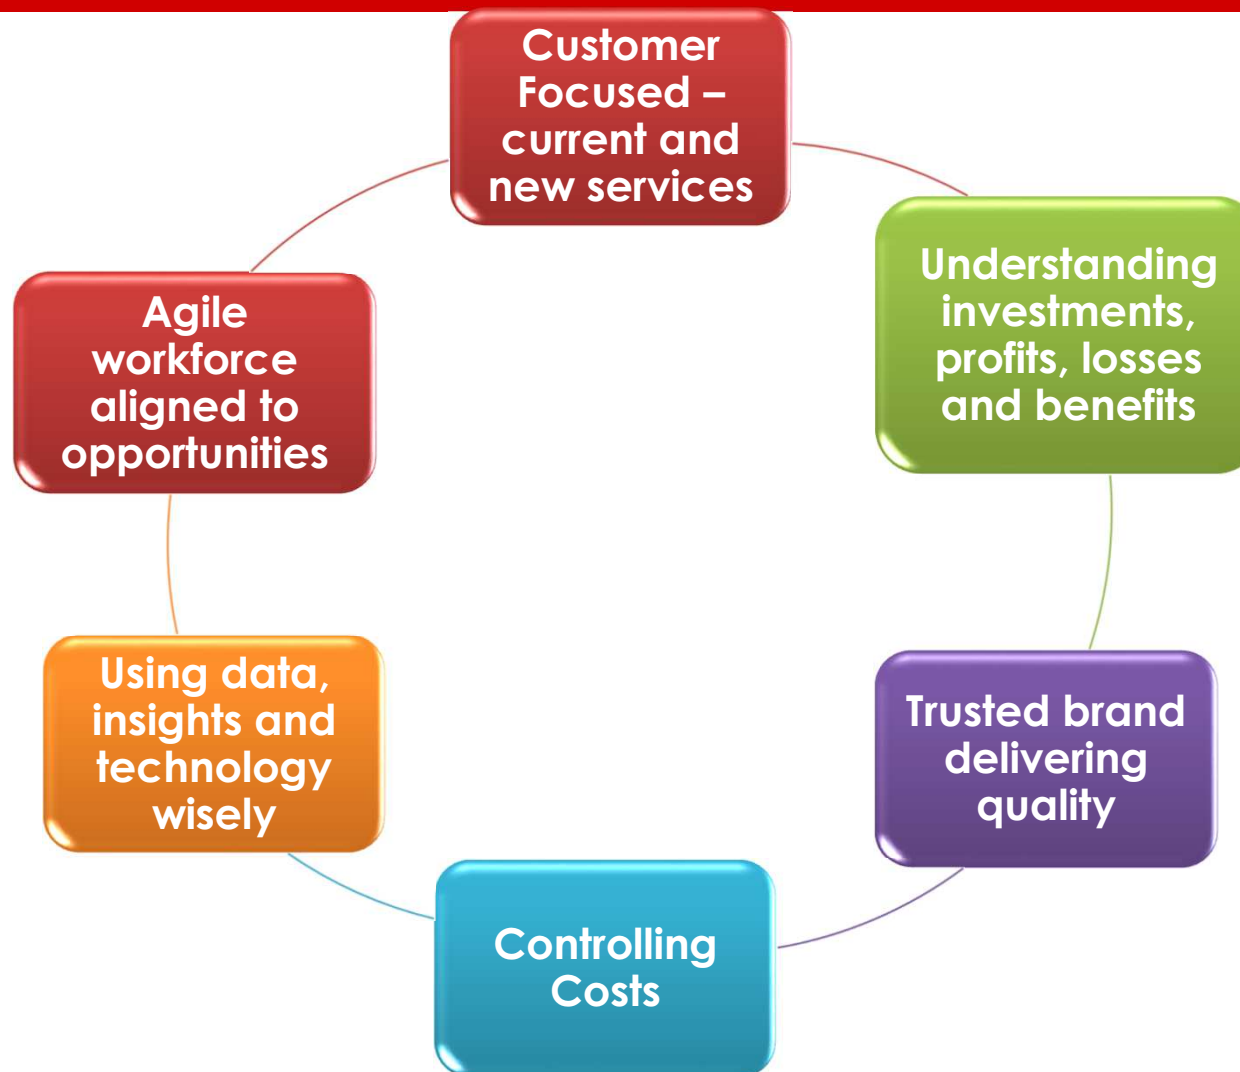 Customer
Focused –
current and
new services
Understanding
investments,
profits, losses
and benefits
Trusted brand
delivering
quality
Controlling
Costs
Using data,
insights and
technology
wisely
Agile
workforce
aligned to
opportunities